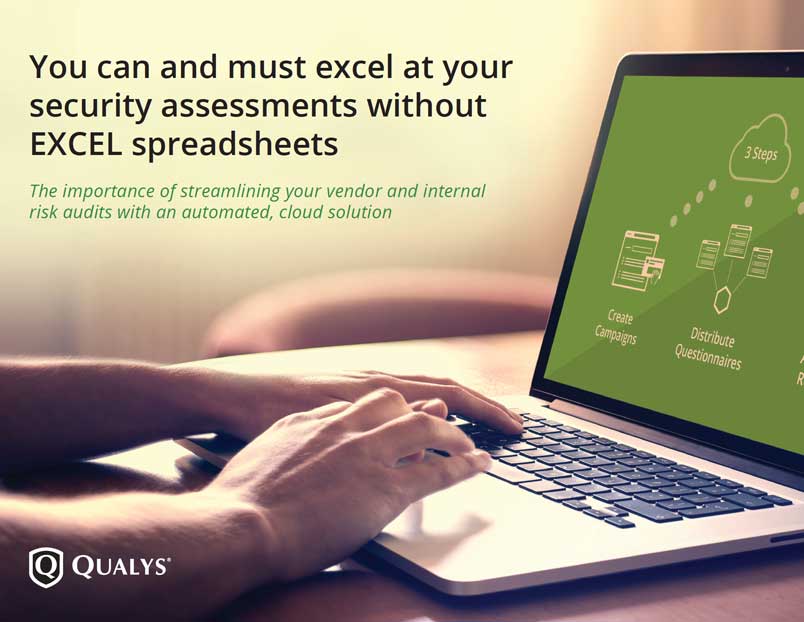 You can and must excel at your
security assessments without
EXCEL spreadsheets
The importance of streamlining your vendor and internal
risk audits with an automated, cloud solution
3 Steps
Create
Campaigns
Distribute
Questionnaires
QUALYS®